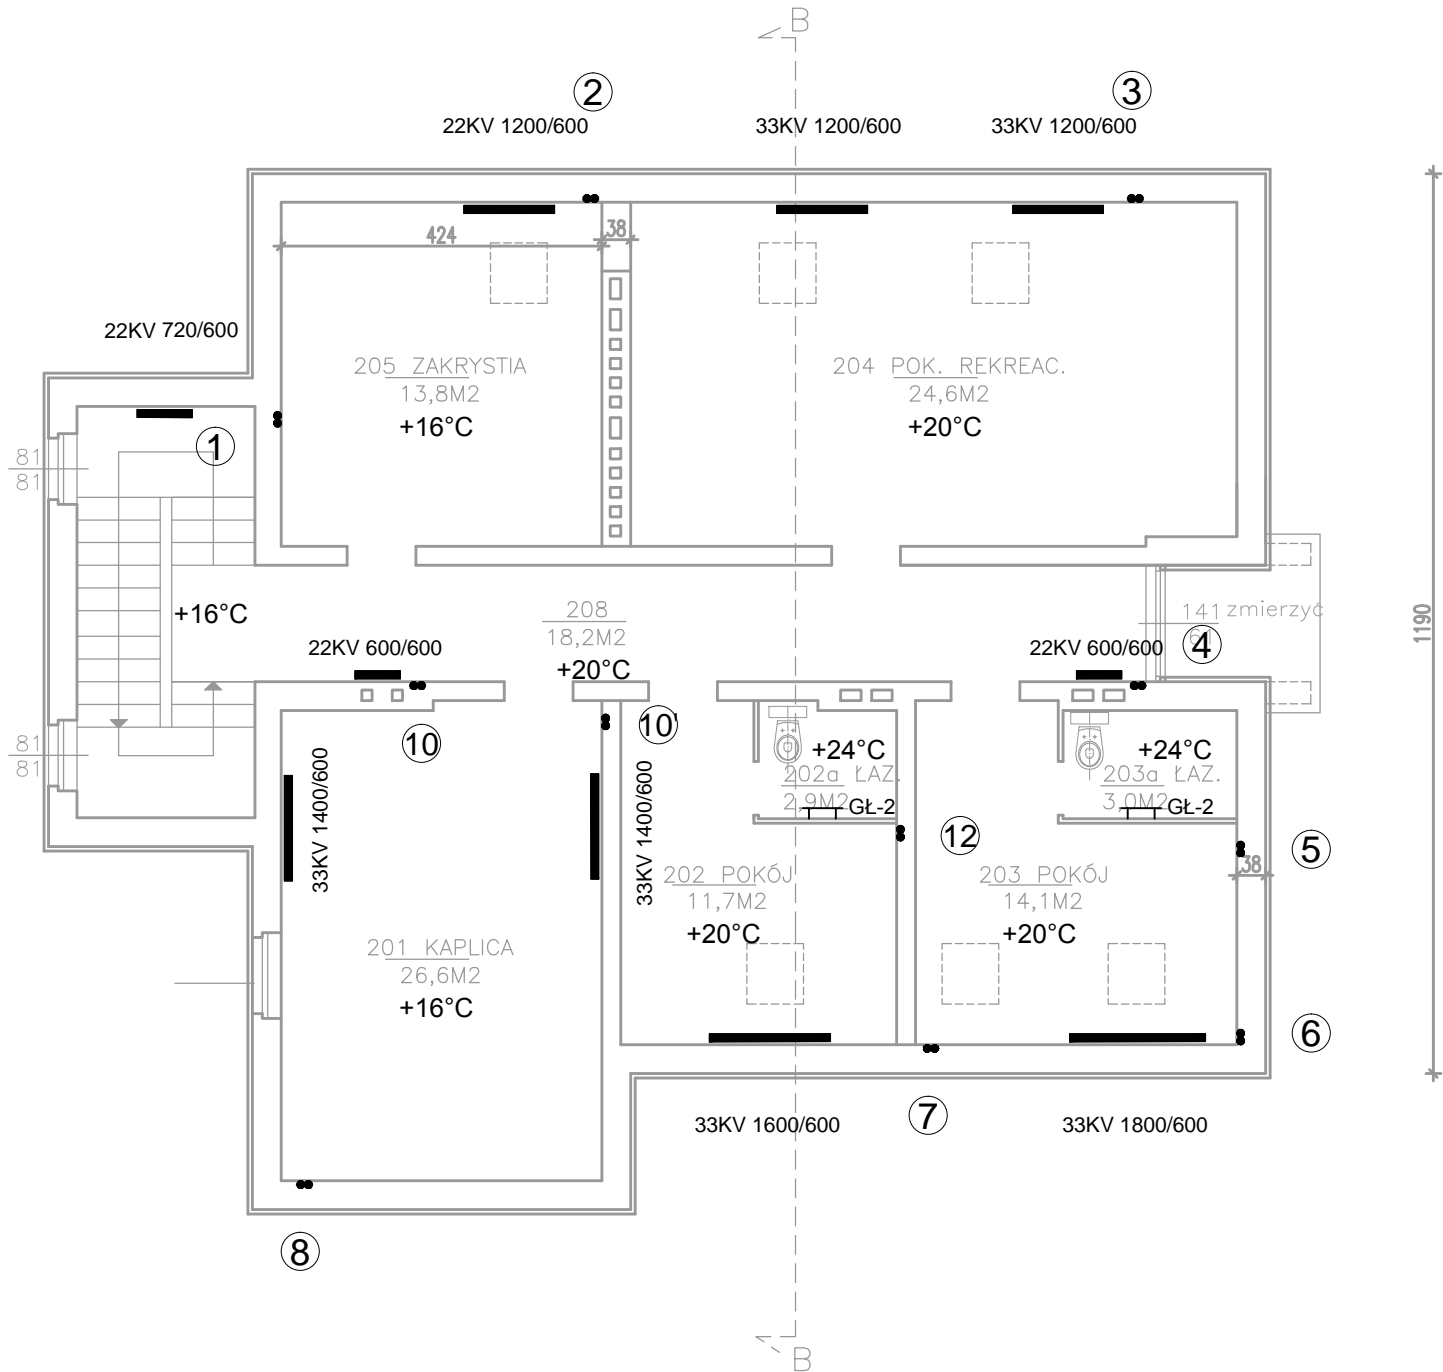 B
2
3
22KV 1200/600
33KV 1200/600
33KV 1200/600
424
38
22KV 720/600
205 ZAKRYSTIA
13,8M2
+16°C
204 POK. REKREAC.
24,6M2
+20°C
1
81
81
+16°C
208
18,2M2
+20°C
141 zmierzyć
4
1190
22KV 600/600
22KV 600/600
10
10'
81
81
33KV 1400/600
33KV 1400/600
+24°C
202a ŁAZ.
2,9M2
GŁ-2
+24°C
203a ŁAZ.
3,0M2
GŁ-2
12
5
38
202 POKÓJ
11,7M2
+20°C
203 POKÓJ
14,1M2
+20°C
201 KAPLICA
26,6M2
+16°C
6
7
33KV 1600/600
33KV 1800/600
8
B